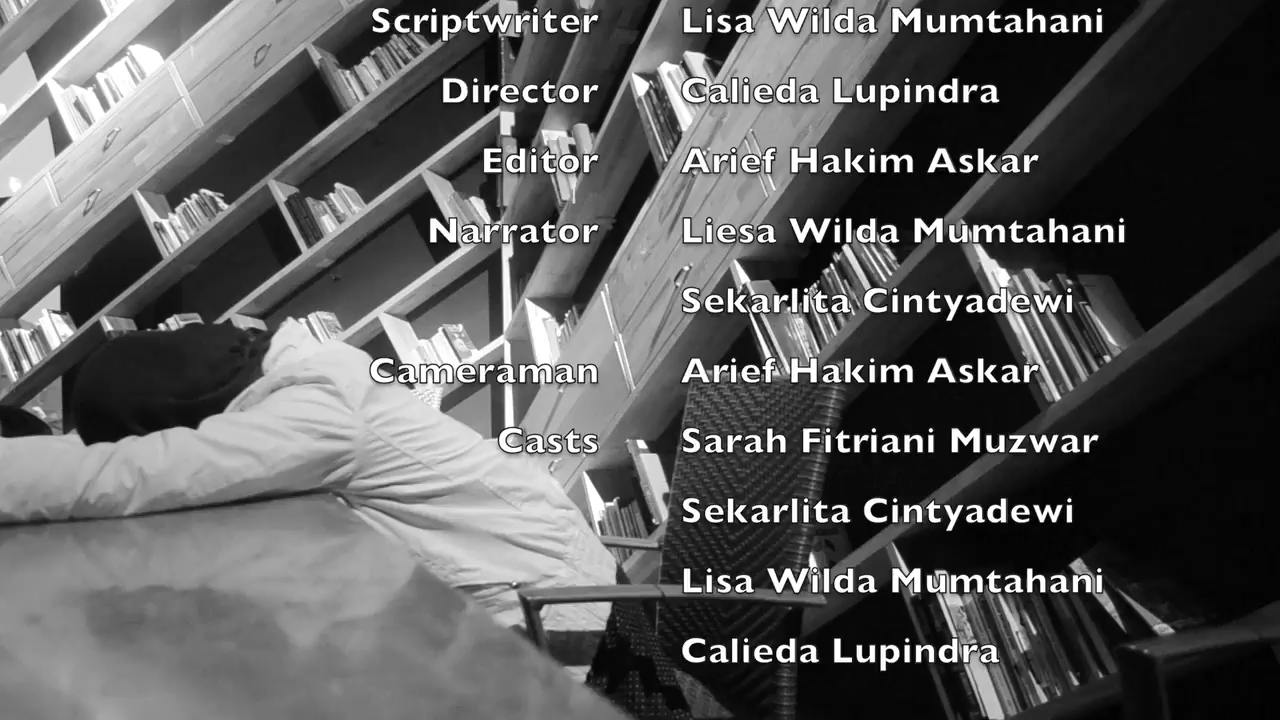 Scriptwriter Lisa Wilda Mumtahani
Director Calieda Lupindra
Editor Arief Hakim Askar
Narrator Liesa Wilda Mumtahani
Sekarlita Cintyadewi
Cameraman Arief Hakim Askar
Casts Sarah Fitriani Muzwar
Sekarlita Cintyadewi
Lisa Wilda Mumtahani
Calieda Lupindra